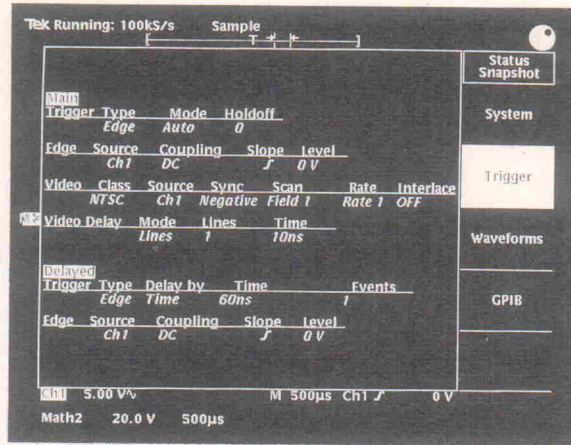 Tek Running: 100kS/s Sample
[ T ]
Status
Snapshot
System
Trigger
Waveforms
GPIB
Main
Trigger Type Mode Holdoff
Edge Auto 0
Edge Source Coupling Slope Level
Ch1 DC 0 V
Video Class Source Sync Scan Rate Interlace
NTSC Ch1 Negative Field 1 Rate 1 OFF
Video Delay Mode Lines Time
Lines 1 10ns
Delayed
Trigger Type Delay by Time Events
Edge Time 60ns 1
Edge Source Coupling Slope Level
Ch1 DC 0 V
Ch1 5.00 V M 500µs Ch1 0 V
Math2 20.0 V 500µs